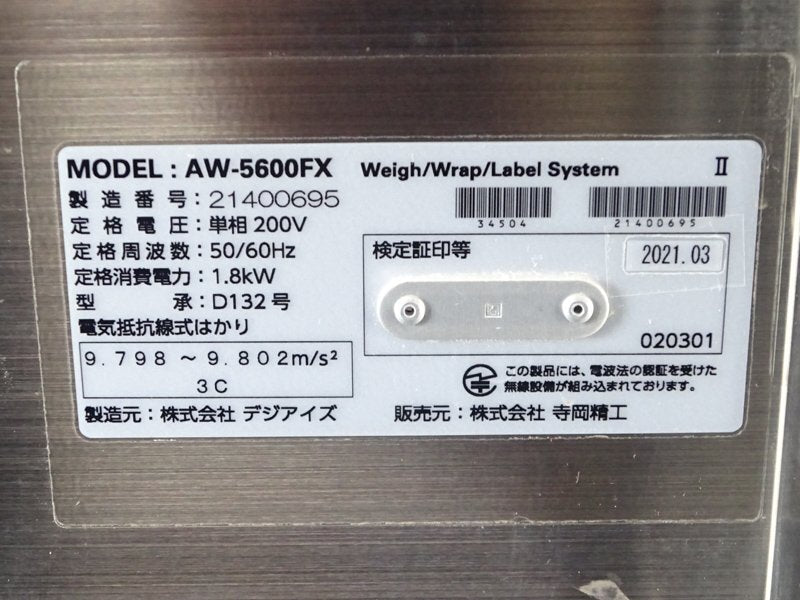 MODEL : AW-5600FX Weigh/Wrap/Label System Ⅱ
製造番号：21400695
34504 21400695
定格電圧：単相200V
定格周波数：50/60Hz
定格消費電力：1.8kW
型承：D132号
電気抵抗線式はかり
9.798 ～ 9.802m/s²
3C
検定証印等
2021.03
020301
この製品には、電波法の認証を受けた
無線設備が組み込まれております。
製造元：株式会社 デジアイズ
販売元：株式会社 寺岡精工